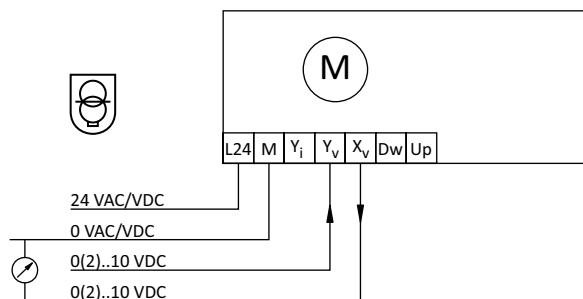 M
L24 M Yi Yv Xv Dw Up
24 VAC/VDC
0 VAC/VDC
0(2)..10 VDC
0(2)..10 VDC